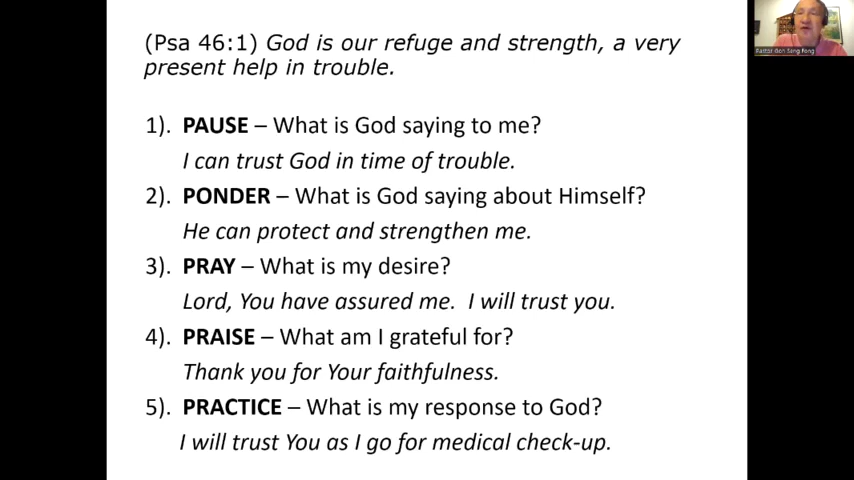 (Psa 46:1) God is our refuge and strength, a very
present help in trouble.
1). PAUSE – What is God saying to me?
I can trust God in time of trouble.
2). PONDER – What is God saying about Himself?
He can protect and strengthen me.
3). PRAY – What is my desire?
Lord, You have assured me.  I will trust you.
4). PRAISE – What am I grateful for?
Thank you for Your faithfulness.
5). PRACTICE – What is my response to God?
I will trust You as I go for medical check-up.
Pastor Goh Seng Fong